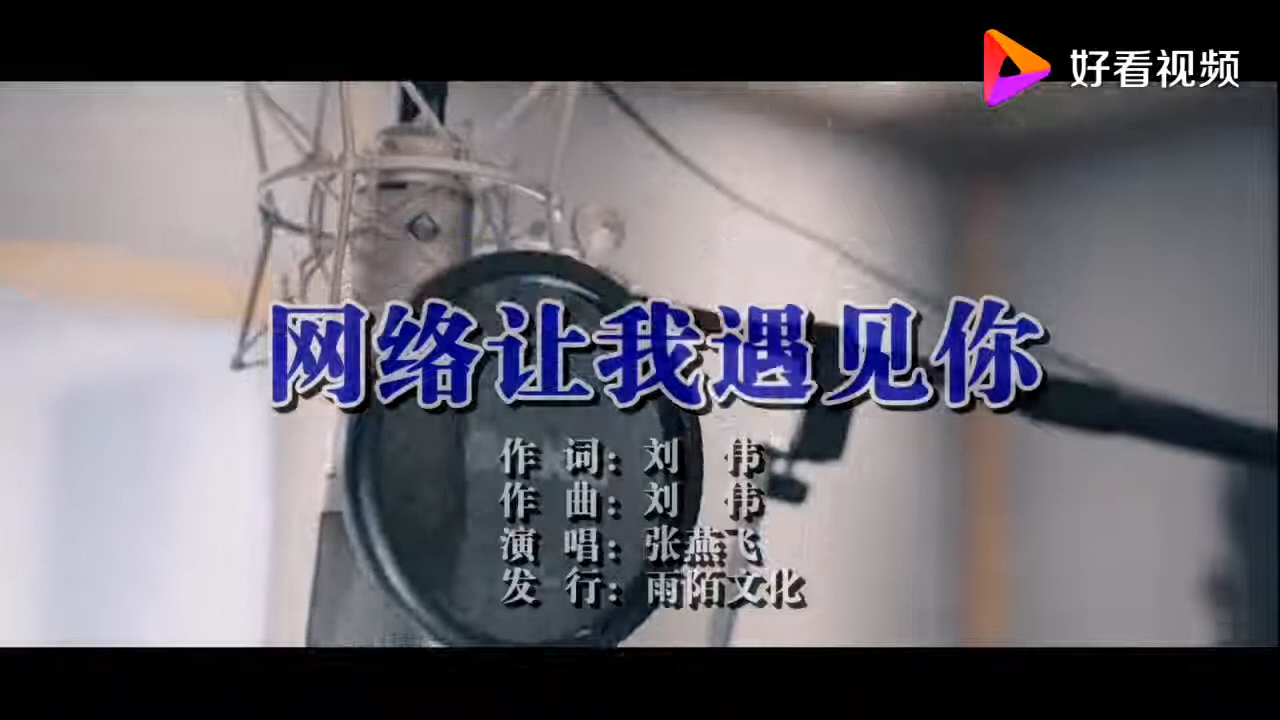 好看视频
网络让我遇见你
作 词：刘 伟
作 曲：刘 伟
演 唱：张燕飞
发 行：雨陌文化